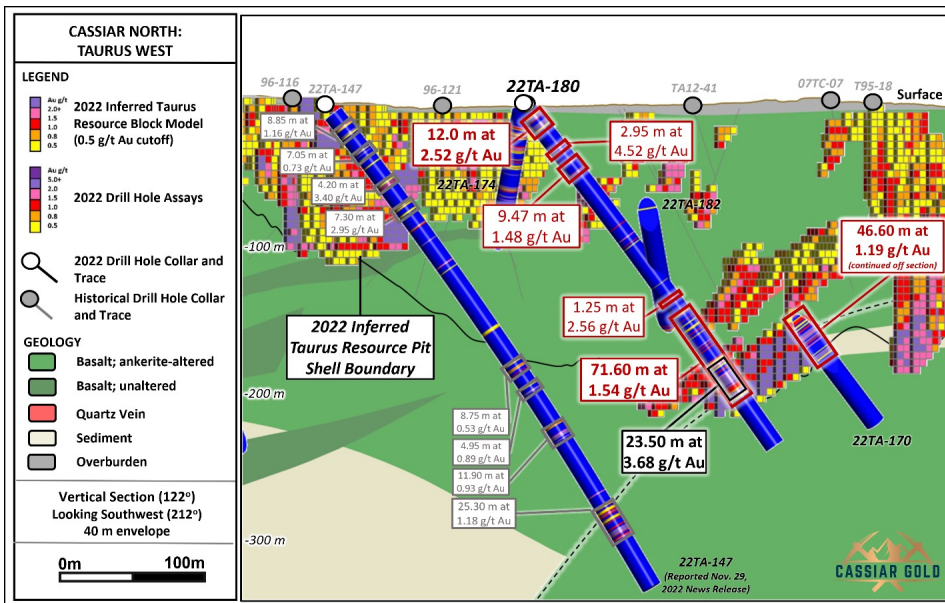 CASSIAR NORTH:
TAURUS WEST
LEGEND
Au g/t
2.0+
1.5
1.0
0.8
0.5
2022 Inferred Taurus
Resource Block Model
(0.5 g/t Au cutoff)
Au g/t
5.0+
2.0
1.5
1.0
0.8
0.5
2022 Drill Hole Assays
2022 Drill Hole Collar and
Trace
Historical Drill Hole Collar
and Trace
GEOLOGY
Basalt; ankerite-altered
Basalt; unaltered
Quartz Vein
Sediment
Overburden
Vertical Section (122°)
Looking Southwest (212°)
40 m envelope
0m 100m
96-116
22TA-147
96-121
22TA-180
TA12-41
07TC-07
T95-18
Surface
8.85 m at
1.16 g/t Au
7.05 m at
0.73 g/t Au
4.20 m at
3.40 g/t Au
7.30 m at
2.95 g/t Au
12.0 m at
2.52 g/t Au
22TA-174
2.95 m at
4.52 g/t Au
9.47 m at
1.48 g/t Au
22TA-182
46.60 m at
1.19 g/t Au
(continued off section)
-100 m
2022 Inferred
Taurus Resource Pit
Shell Boundary
1.25 m at
2.56 g/t Au
71.60 m at
1.54 g/t Au
-200 m
23.50 m at
3.68 g/t Au
22TA-170
8.75 m at
0.53 g/t Au
4.95 m at
0.89 g/t Au
11.90 m at
0.93 g/t Au
25.30 m at
1.18 g/t Au
-300 m
22TA-147
(Reported Nov. 29,
2022 News Release)
CASSIAR GOLD